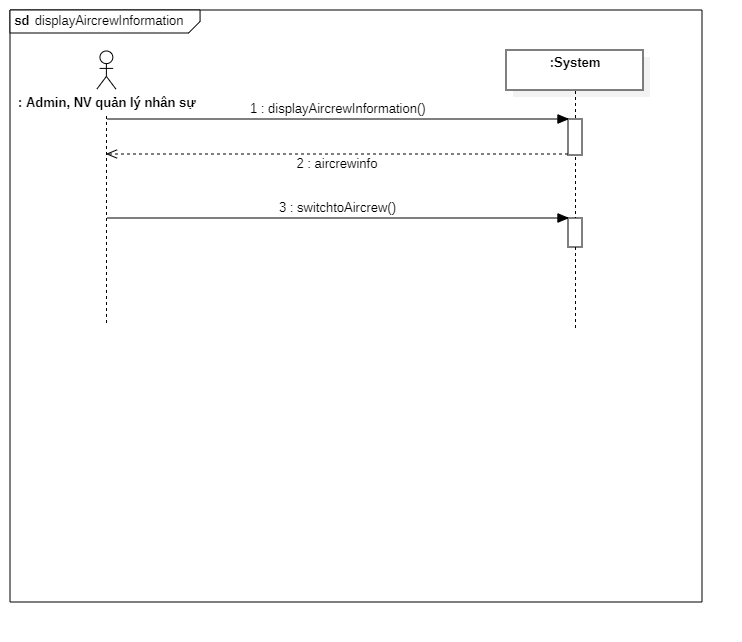 sd displayAircrewInformation
:System
: Admin, NV quản lý nhân sự
1 : displayAircrewInformation()
2 : aircrewinfo
3 : switchtoAircrew()